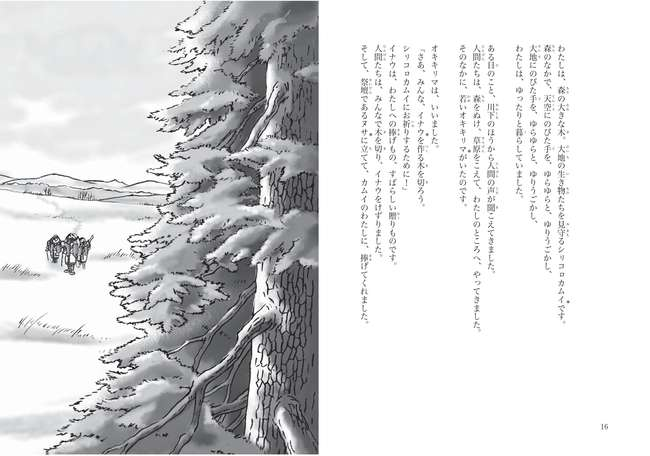 わたしは、森の大きな木。大地の生き物たちを見守るシリコロカムイです。
森のなかで、天空にのびた手を、ゆらゆらと、ゆりうごかし、
大地にのびた手を、ゆらゆらと、ゆりうごかし、
わたしは、ゆったりと暮らしていました。
ある日のこと、川下のほうから人間の声が聞こえてきました。
人間たちは、森をぬけ、草原をこえて、わたしのところへ、やってきました。
そのなかに、若いオキキリマがいたのです。
オキキリマは、いいました。
「さあ、みんな、イナウを作る木を切ろう。
シリコロカムイにお祈りするために！
イナウは、わたしへの捧げもの、すばらしい贈りものです。
人間たちは、みんなで木を切り、イナウをけずりました。
そして、祭壇であるヌサに立てて、カムイのわたしに、捧げてくれました。
16